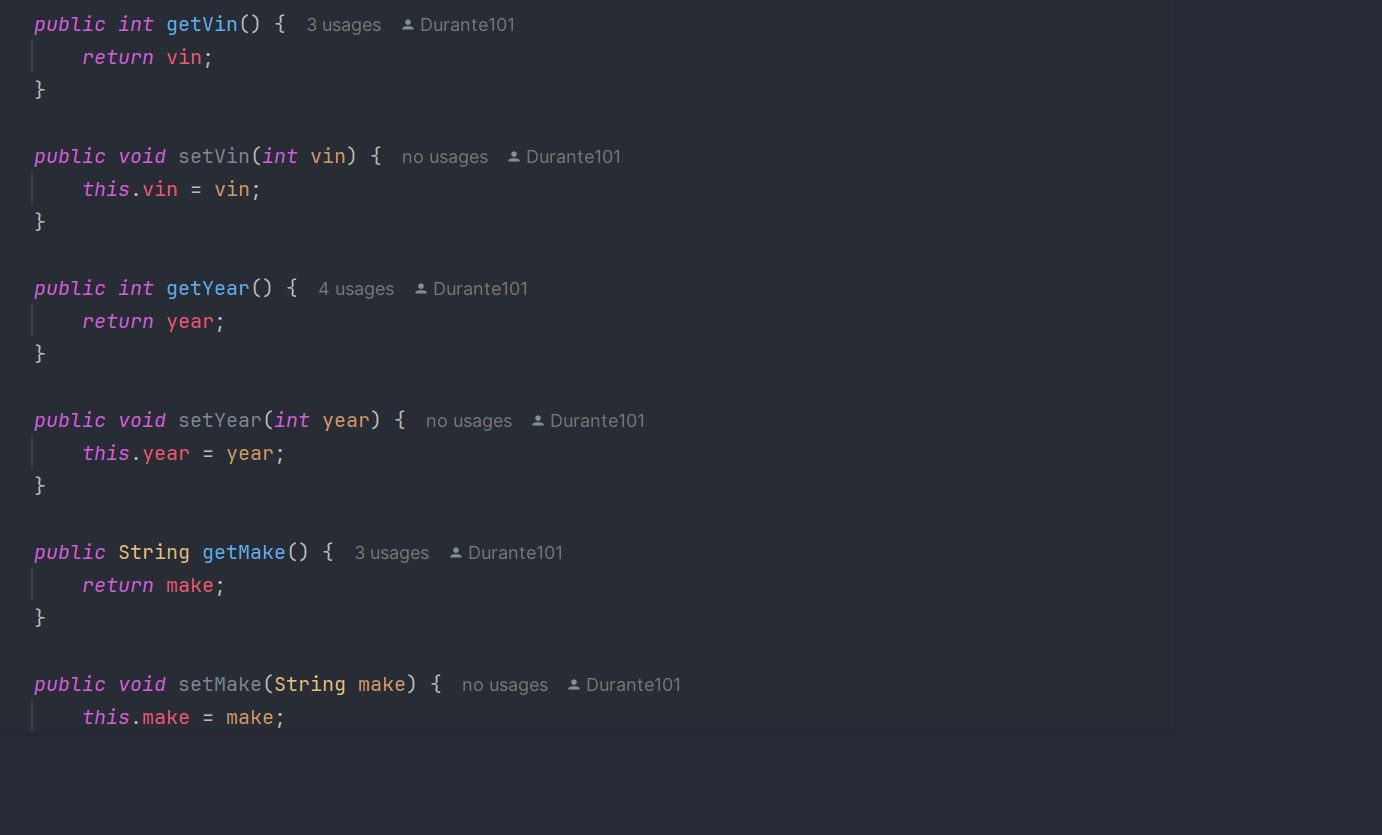 public int getVin() { 3 usages Durante101
return vin;
}
public void setVin(int vin) { no usages Durante101
this.vin = vin;
}
public int getYear() { 4 usages Durante101
return year;
}
public void setYear(int year) { no usages Durante101
this.year = year;
}
public String getMake() { 3 usages Durante101
return make;
}
public void setMake(String make) { no usages Durante101
this.make = make;